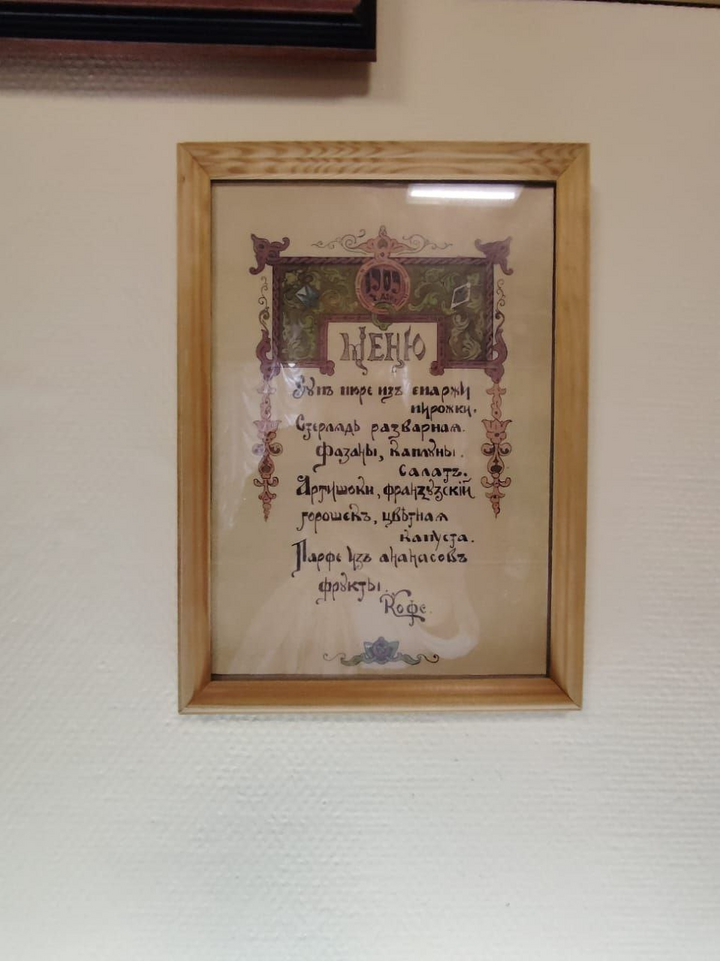 1909
МЕНЮ
Супъ пюре изъ спаржи
пирожки.
Стерлядь разварная.
Фазаны, каплуны.
Салатъ.
Артишоки, французскій
горошекъ, цвѣтная
капуста.
Парфе изъ ананасовъ
фрукты.
Кофе.